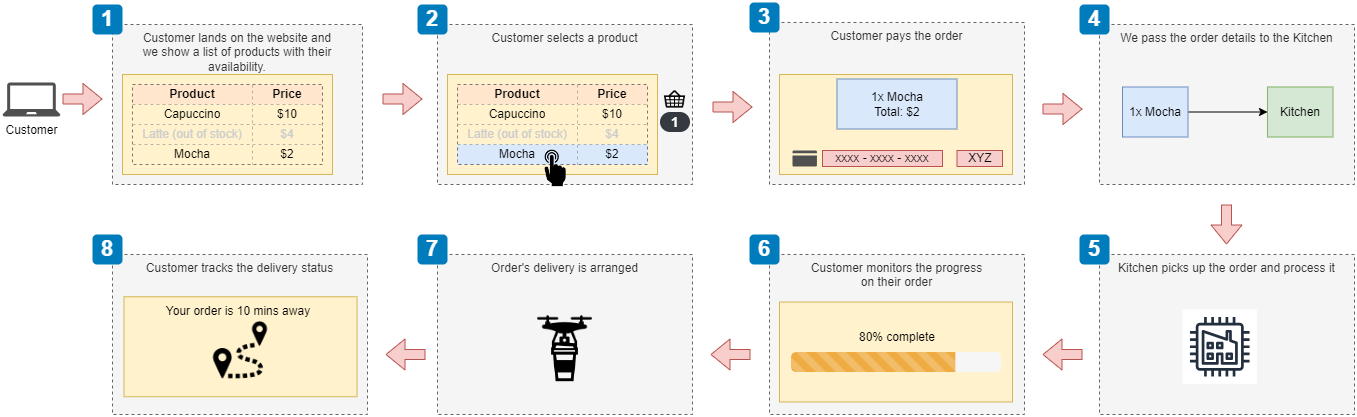 1
Customer lands on the website and
we show a list of products with their
availability.
Product Price
Capuccino $10
Latte (out of stock) $4
Mocha $2
Customer
2
Customer selects a product
Product Price
Capuccino $10
Latte (out of stock) $4
Mocha $2
1
3
Customer pays the order
1x Mocha
Total: $2
xxxx - xxxx - xxxx XYZ
4
We pass the order details to the Kitchen
1x Mocha Kitchen
5
Kitchen picks up the order and process it
6
Customer monitors the progress
on their order
80% complete
7
Order's delivery is arranged
8
Customer tracks the delivery status
Your order is 10 mins away